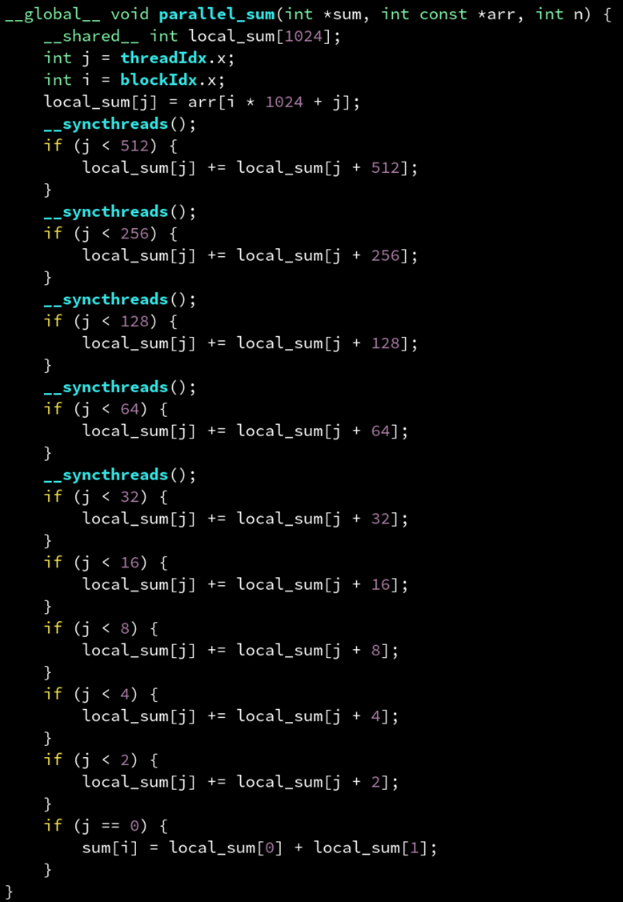 __global__ void parallel_sum(int *sum, int const *arr, int n) {
    __shared__ int local_sum[1024];
    int j = threadIdx.x;
    int i = blockIdx.x;
    local_sum[j] = arr[i * 1024 + j];
    __syncthreads();
    if (j < 512) {
        local_sum[j] += local_sum[j + 512];
    }
    __syncthreads();
    if (j < 256) {
        local_sum[j] += local_sum[j + 256];
    }
    __syncthreads();
    if (j < 128) {
        local_sum[j] += local_sum[j + 128];
    }
    __syncthreads();
    if (j < 64) {
        local_sum[j] += local_sum[j + 64];
    }
    __syncthreads();
    if (j < 32) {
        local_sum[j] += local_sum[j + 32];
    }
    if (j < 16) {
        local_sum[j] += local_sum[j + 16];
    }
    if (j < 8) {
        local_sum[j] += local_sum[j + 8];
    }
    if (j < 4) {
        local_sum[j] += local_sum[j + 4];
    }
    if (j < 2) {
        local_sum[j] += local_sum[j + 2];
    }
    if (j == 0) {
        sum[i] = local_sum[0] + local_sum[1];
    }
}